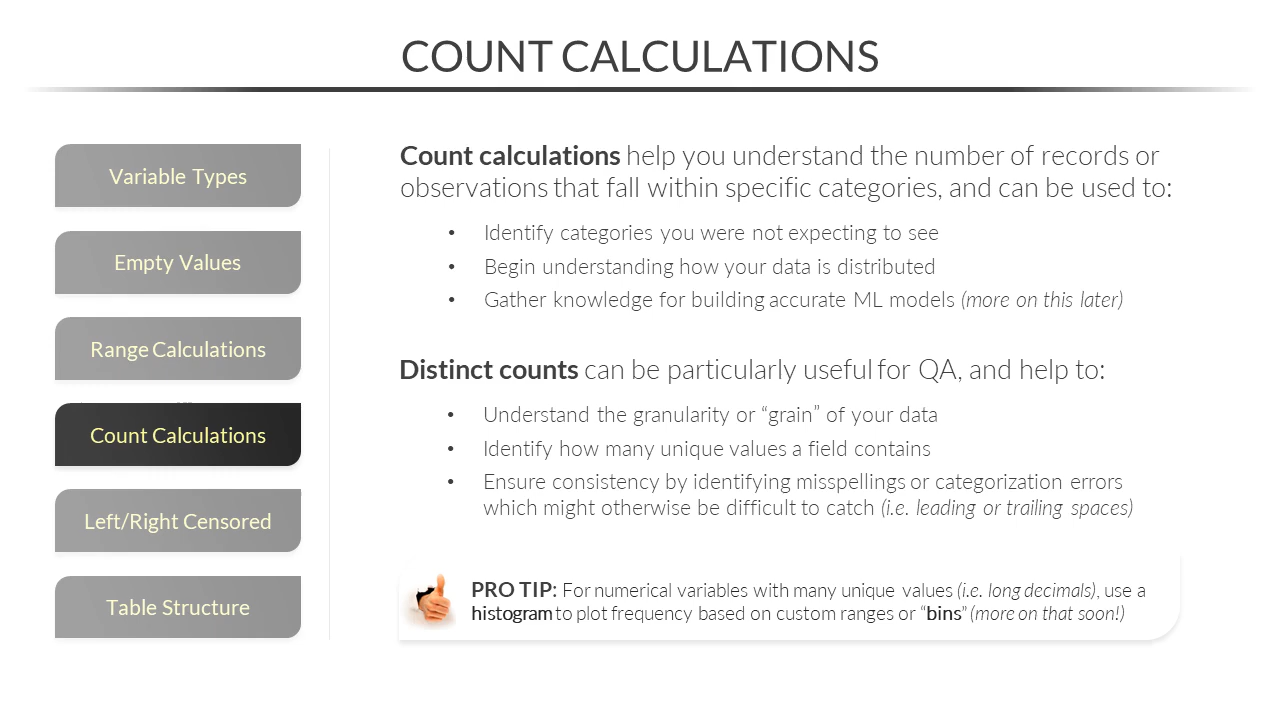 COUNT CALCULATIONS
Variable Types
Empty Values
Range Calculations
Count Calculations
Left/Right Censored
Table Structure
Count calculations help you understand the number of records or
observations that fall within specific categories, and can be used to:
• Identify categories you were not expecting to see
• Begin understanding how your data is distributed
• Gather knowledge for building accurate ML models (more on this later)
Distinct counts can be particularly useful for QA, and help to:
• Understand the granularity or “grain” of your data
• Identify how many unique values a field contains
• Ensure consistency by identifying misspellings or categorization errors
which might otherwise be difficult to catch (i.e. leading or trailing spaces)
PRO TIP: For numerical variables with many unique values (i.e. long decimals), use a
histogram to plot frequency based on custom ranges or “bins” (more on that soon!)